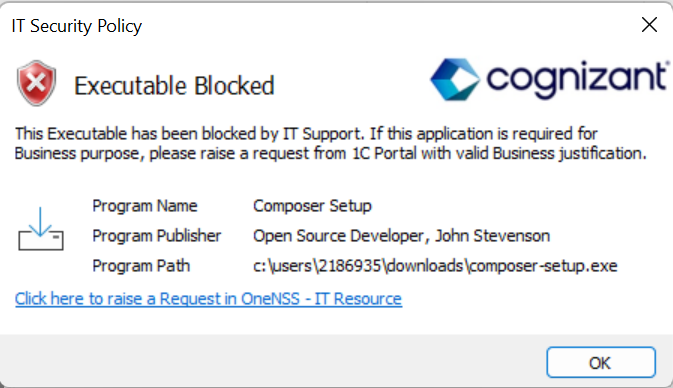 IT Security Policy
Executable Blocked
cognizant
This Executable has been blocked by IT Support. If this application is required for
Business purpose, please raise a request from 1C Portal with valid Business justification.
Program Name Composer Setup
Program Publisher Open Source Developer, John Stevenson
Program Path c:\users\2186935\downloads\composer-setup.exe
Click here to raise a Request in OneNSS - IT Resource
OK